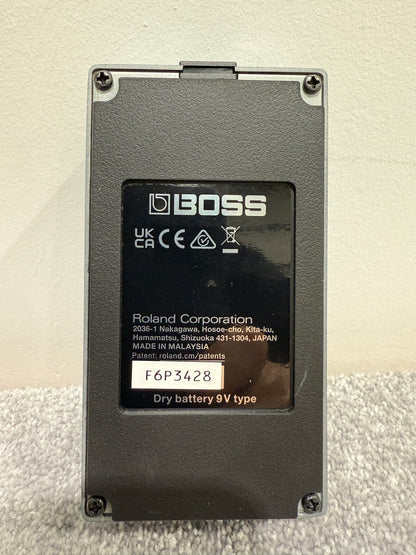 BOSS
UK
CA CE
Roland Corporation
2036-1 Nakagawa, Hosoe-cho, Kita-ku,
Hamamatsu, Shizuoka 431-1304, JAPAN
MADE IN MALAYSIA
Patent: roland.cm/patents
F6P3428
Dry battery 9V type